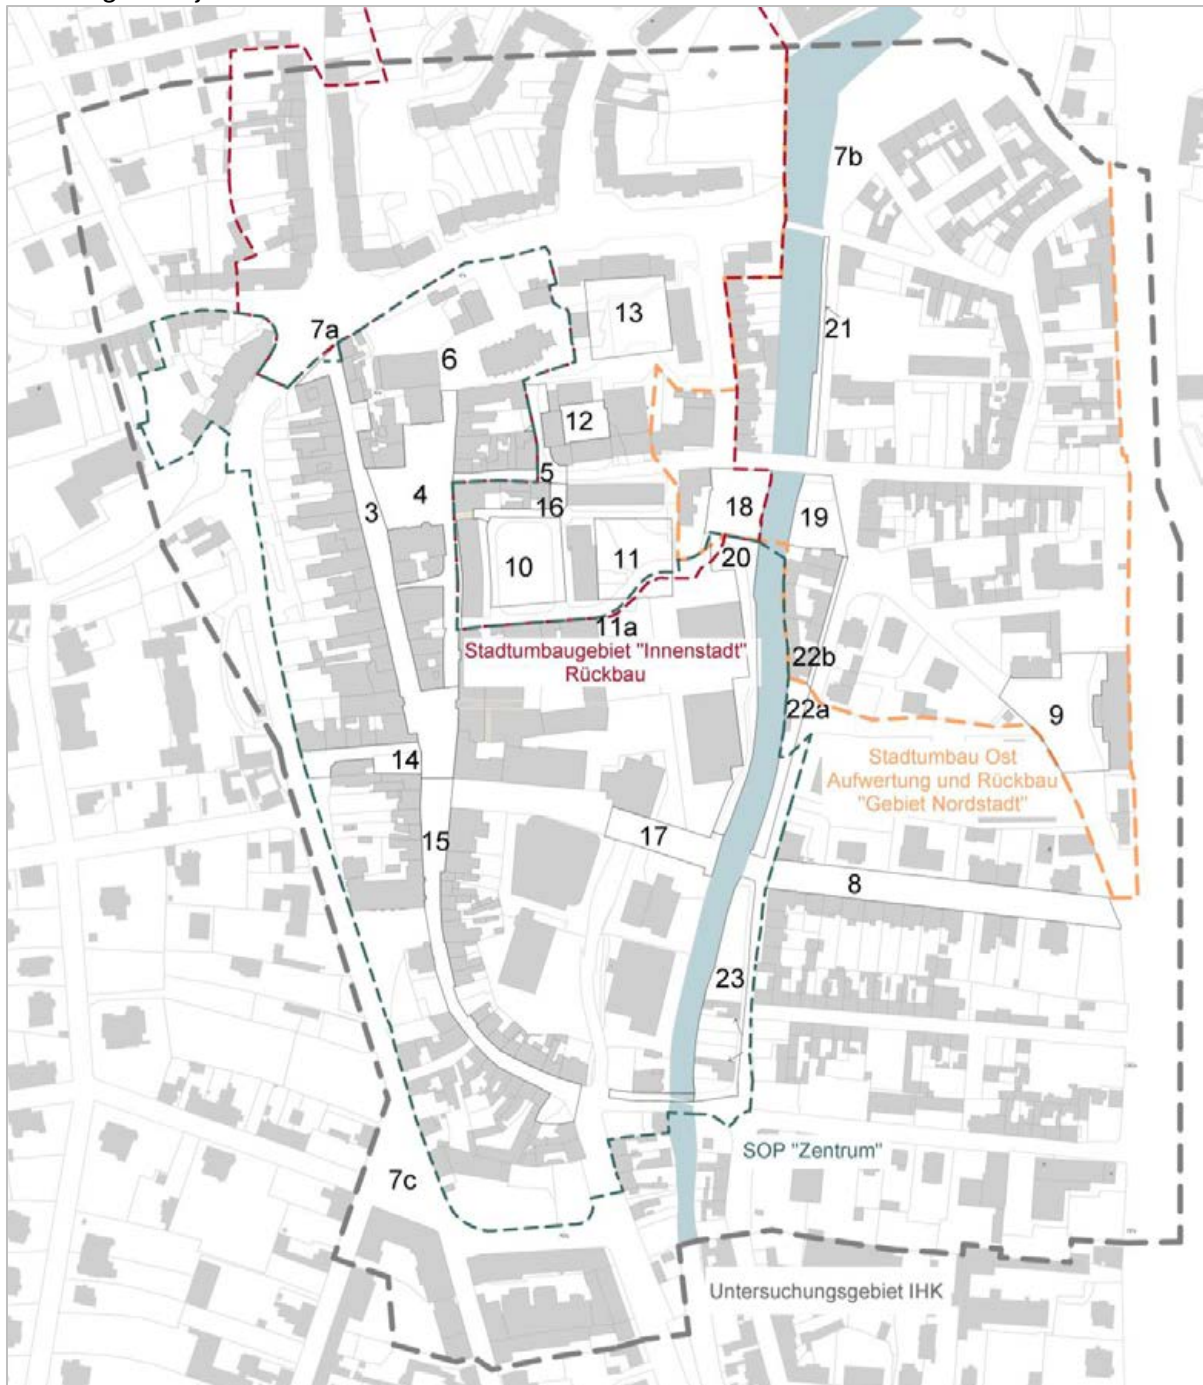 7b
13
21
7a
6
12
5
4
3
16
18
19
10
11
20
11a
Stadtumbaugebiet "Innenstadt"
Rückbau
22b
22a
9
14
Stadtumbau Ost
Aufwertung und Rückbau
"Gebiet Nordstadt"
15
17
8
23
SOP "Zentrum"
7c
Untersuchungsgebiet IHK